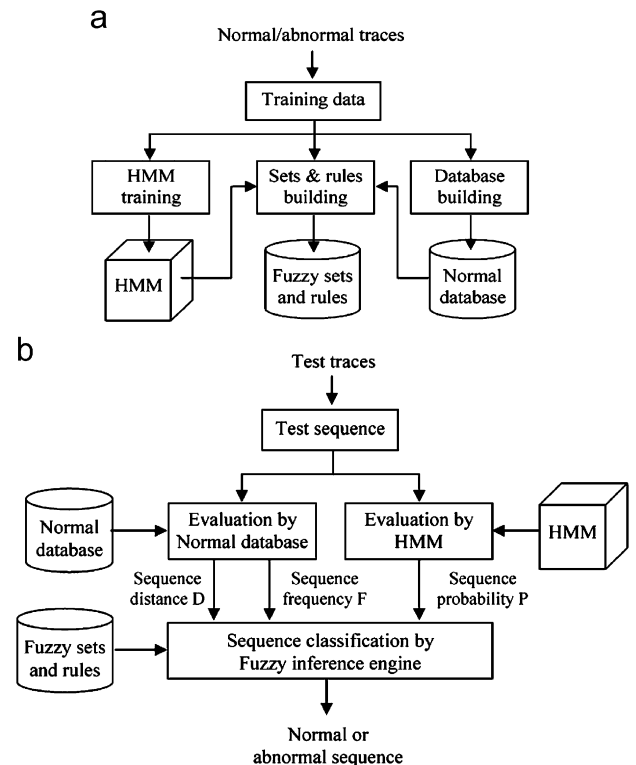 a
Normal/abnormal traces
Training data
HMM
training
Sets & rules
building
Database
building
HMM
Fuzzy sets
and rules
Normal
database
b
Test traces
Test sequence
Normal
database
Evaluation by
Normal database
Evaluation by
HMM
HMM
Sequence
distance D
Sequence
frequency F
Sequence
probability P
Fuzzy sets
and rules
Sequence classification by
Fuzzy inference engine
Normal or
abnormal sequence